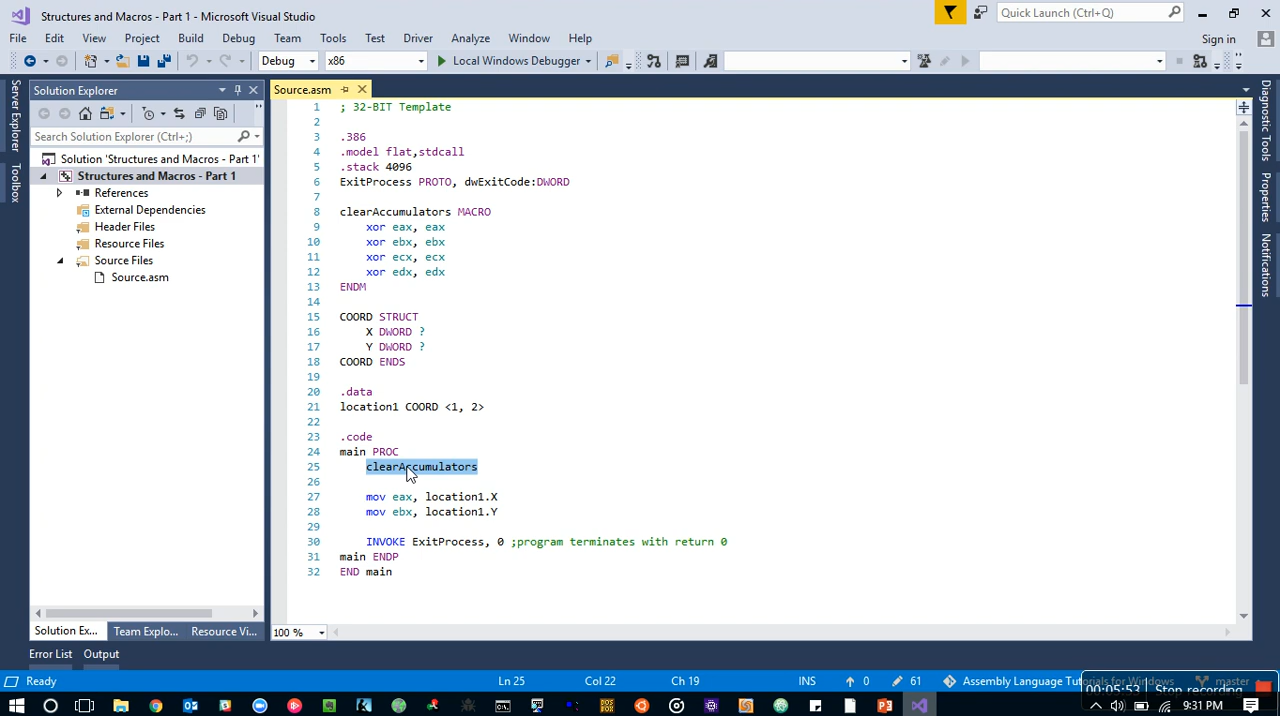 Structures and Macros - Part 1 - Microsoft Visual Studio
Quick Launch (Ctrl+Q)
File Edit View Project Build Debug Team Tools Test Driver Analyze Window Help
Sign in
Debug x86 Local Windows Debugger
Server Explorer
Toolbox
Solution Explorer
Search Solution Explorer (Ctrl+;)
Solution 'Structures and Macros - Part 1'
Structures and Macros - Part 1
References
External Dependencies
Header Files
Resource Files
Source Files
Source.asm
Solution Ex... Team Explo... Resource Vi...
Source.asm
1 ; 32-BIT Template
2
3 .386
4 .model flat,stdcall
5 .stack 4096
6 ExitProcess PROTO, dwExitCode:DWORD
7
8 clearAccumulators MACRO
9 xor eax, eax
10 xor ebx, ebx
11 xor ecx, ecx
12 xor edx, edx
13 ENDM
14
15 COORD STRUCT
16 X DWORD ?
17 Y DWORD ?
18 COORD ENDS
19
20 .data
21 location1 COORD <1, 2>
22
23 .code
24 main PROC
25 clearAccumulators
26
27 mov eax, location1.X
28 mov ebx, location1.Y
29
30 INVOKE ExitProcess, 0 ;program terminates with return 0
31 main ENDP
32 END main
100 %
Diagnostic Tools
Properties
Notifications
Error List Output
Ready Ln 25 Col 22 Ch 19 INS 0 61 Assembly Language Tutorials for Windows master
00:05:53 Stop recording
9:31 PM